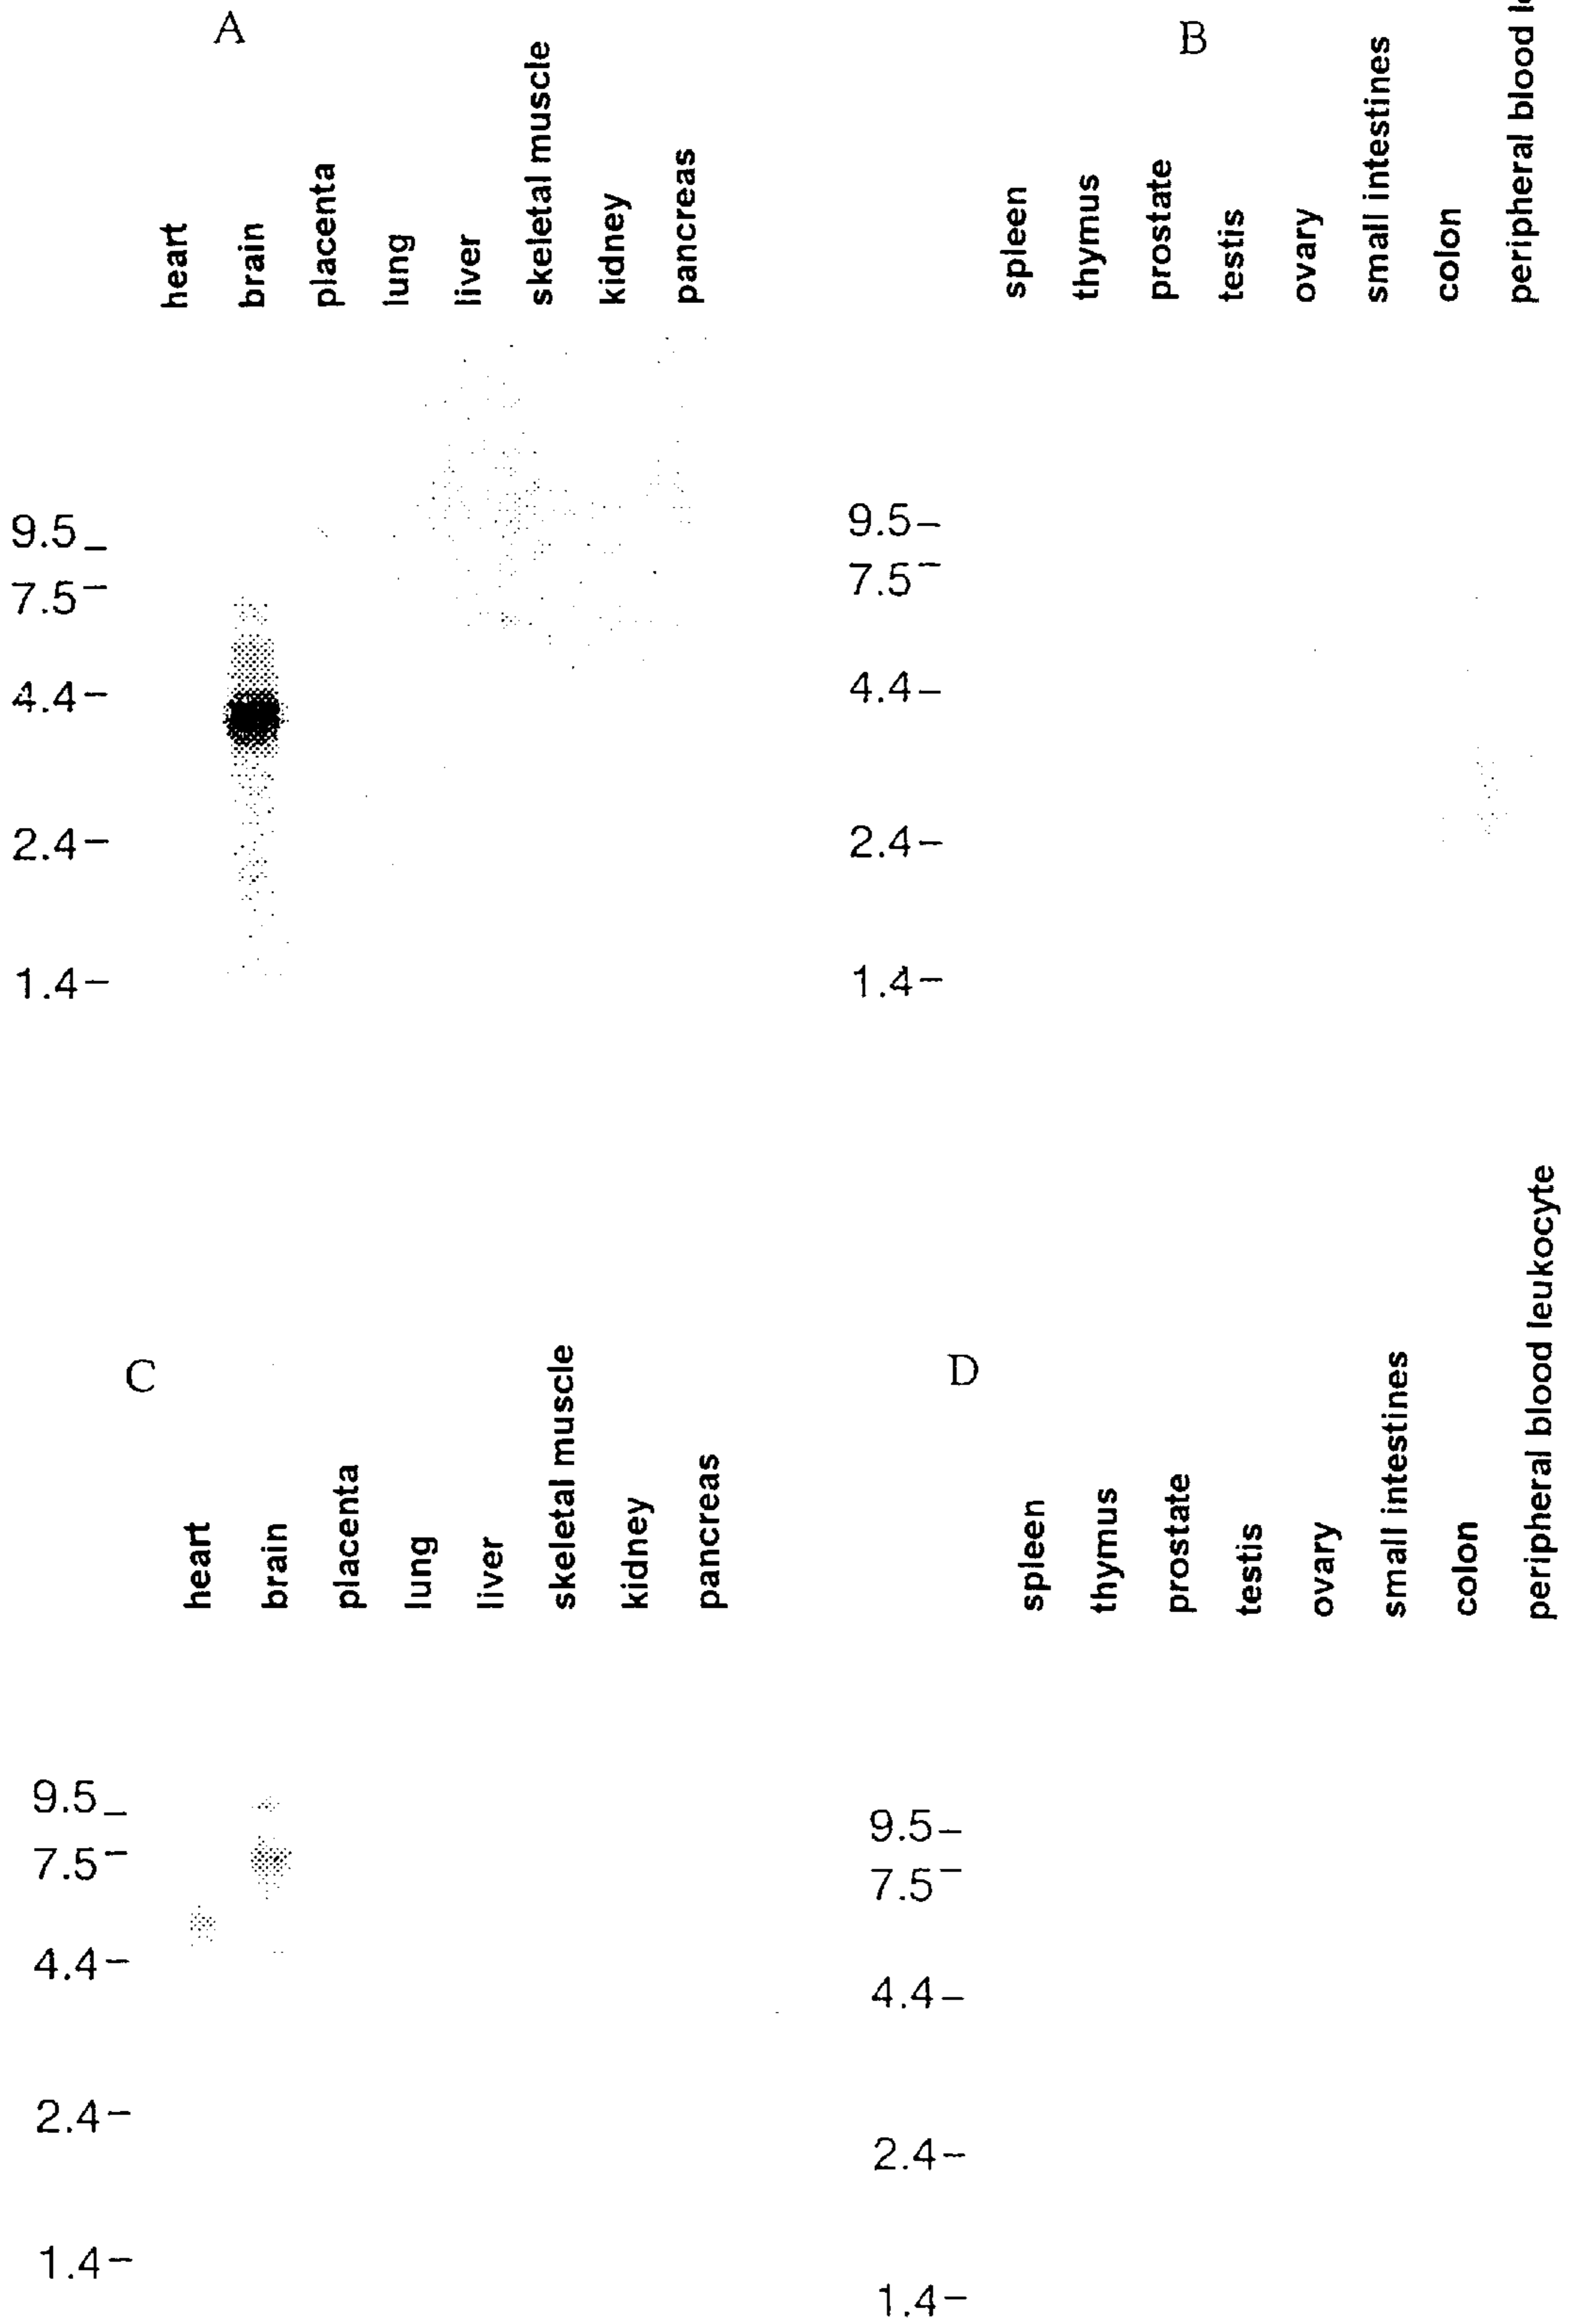 A
heart
brain
placenta
lung
liver
skeletal muscle
kidney
pancreas
9.5
7.5
4.4
2.4
1.4
B
spleen
thymus
prostate
testis
ovary
small intestines
colon
peripheral blood
9.5
7.5
4.4
2.4
1.4
C
heart
brain
placenta
lung
liver
skeletal muscle
kidney
pancreas
9.5
7.5
4.4
2.4
1.4
D
spleen
thymus
prostate
testis
ovary
small intestines
colon
peripheral blood leukocyte
9.5
7.5
4.4
2.4
1.4